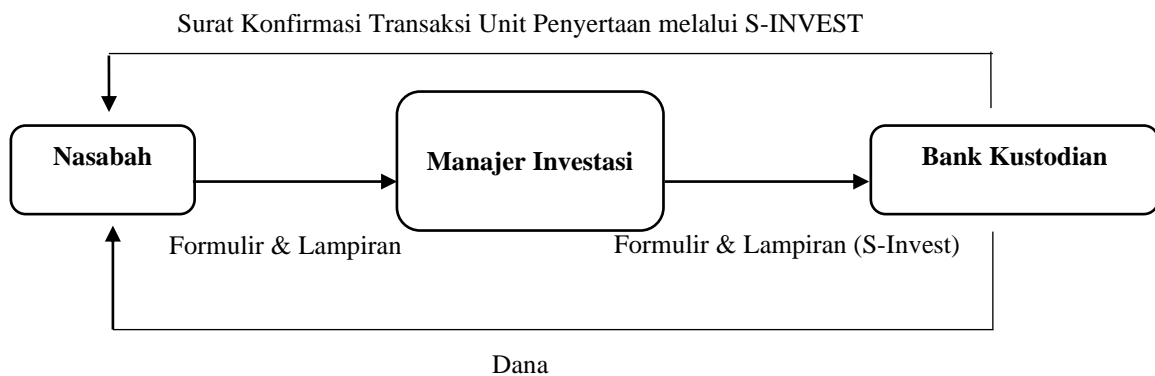 Surat Konfirmasi Transaksi Unit Penyertaan melalui S-INVEST
Nasabah
Manajer Investasi
Bank Kustodian
Formulir & Lampiran
Formulir & Lampiran (S-Invest)
Dana